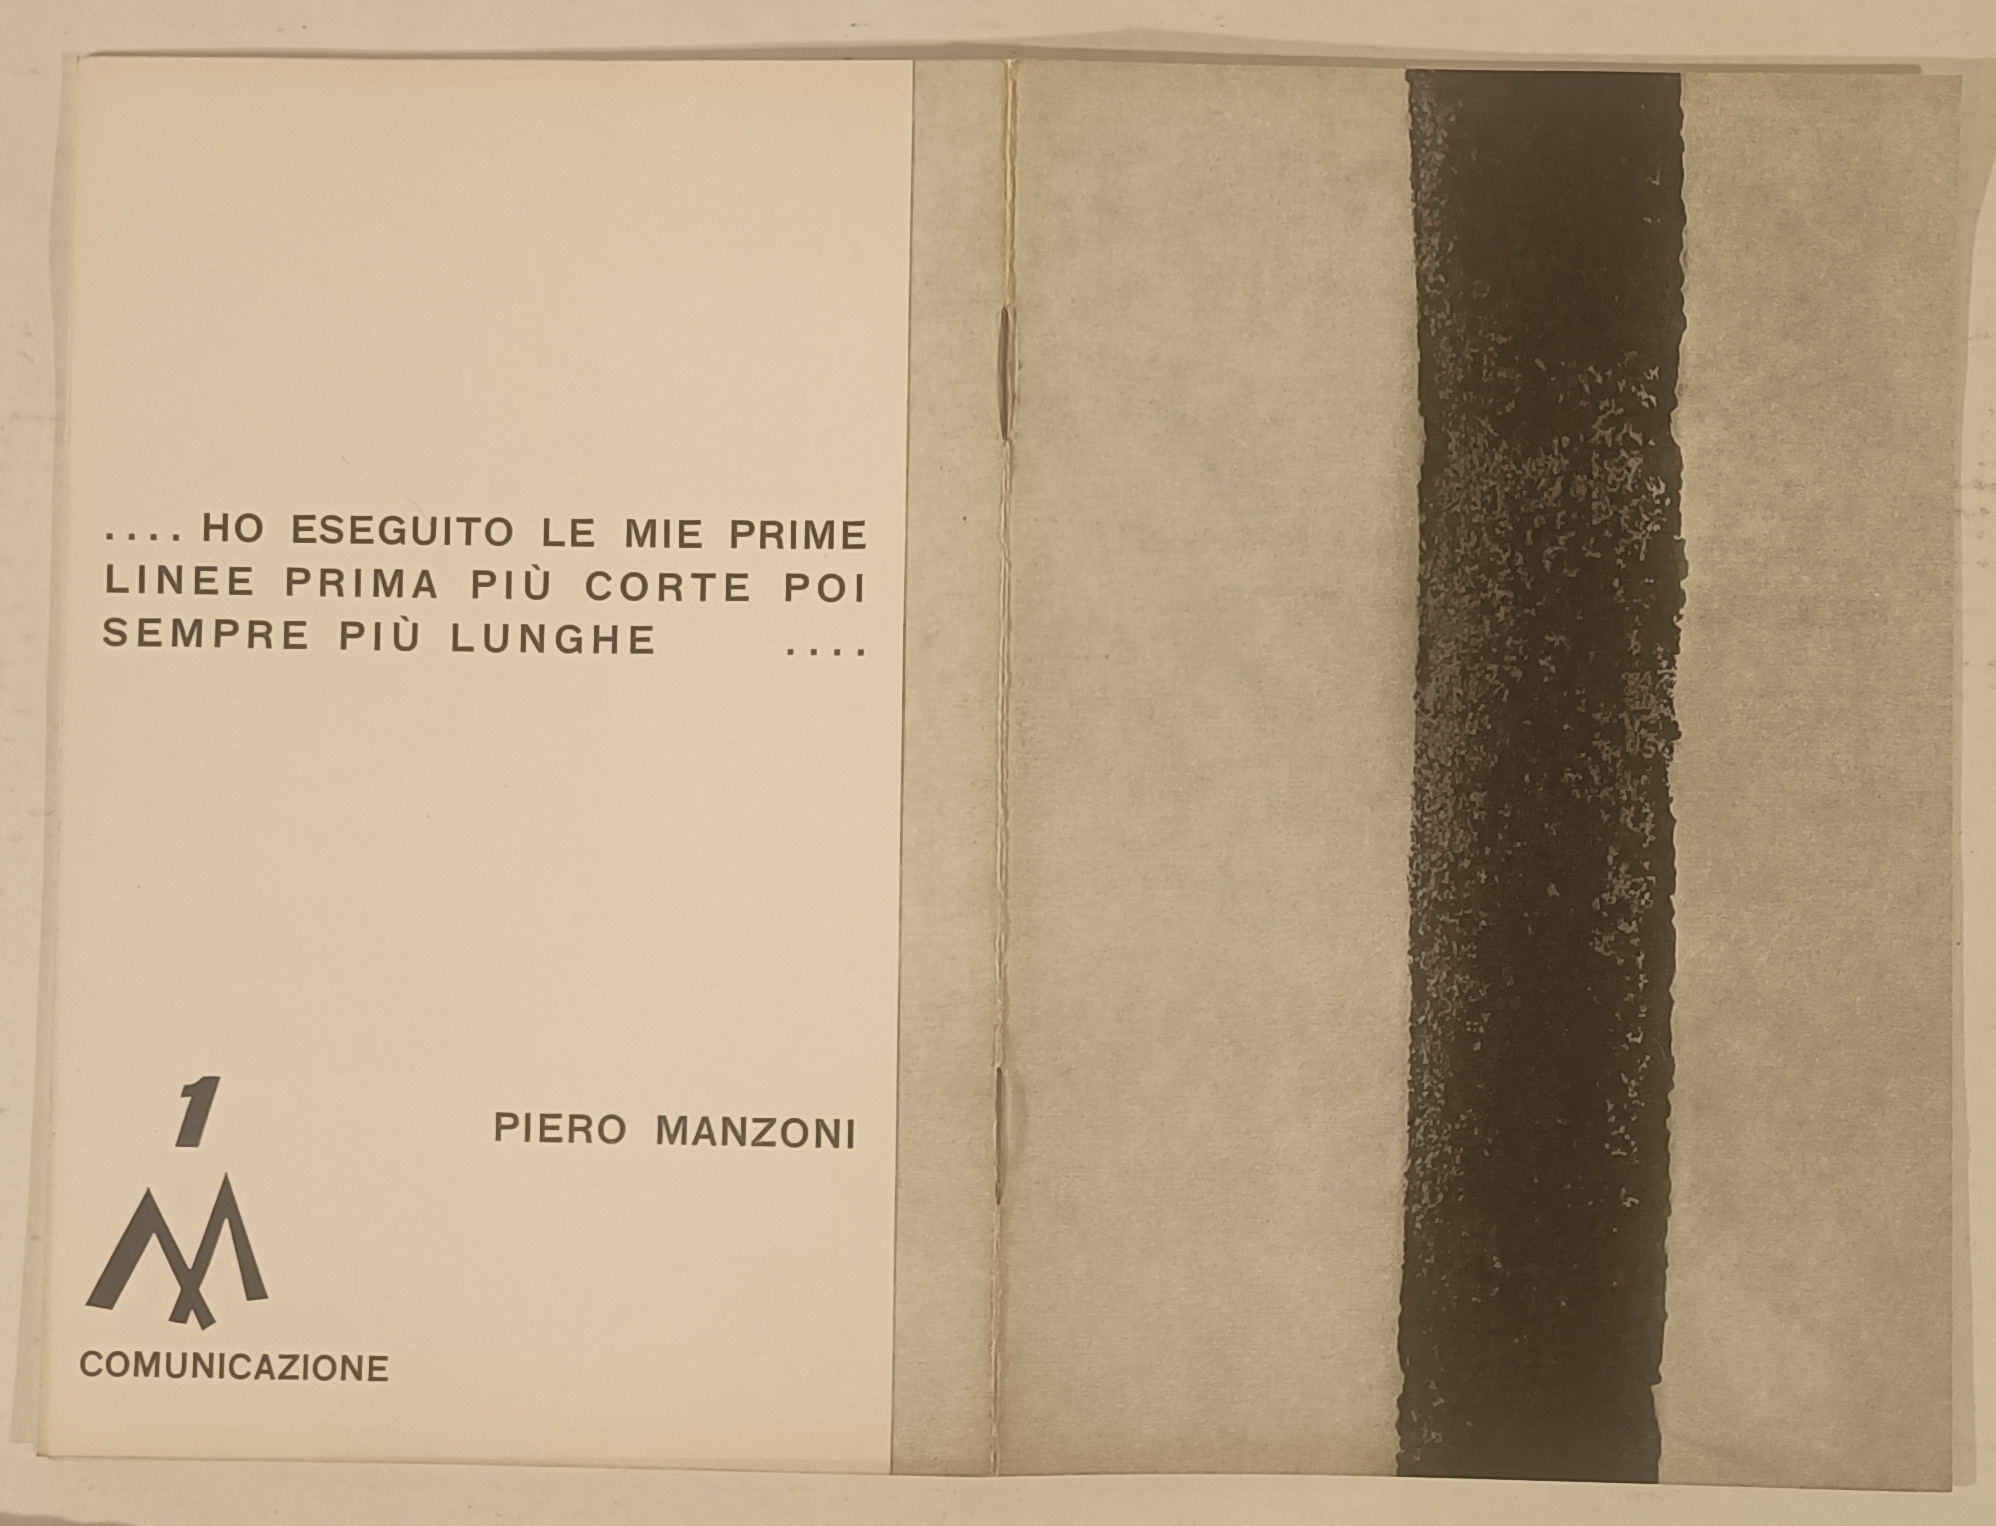 .... HO ESEGUITO LE MIE PRIME
LINEE PRIMA PIÙ CORTE POI
SEMPRE PIÙ LUNGHE ....
1
PIERO MANZONI
M
COMUNICAZIONE